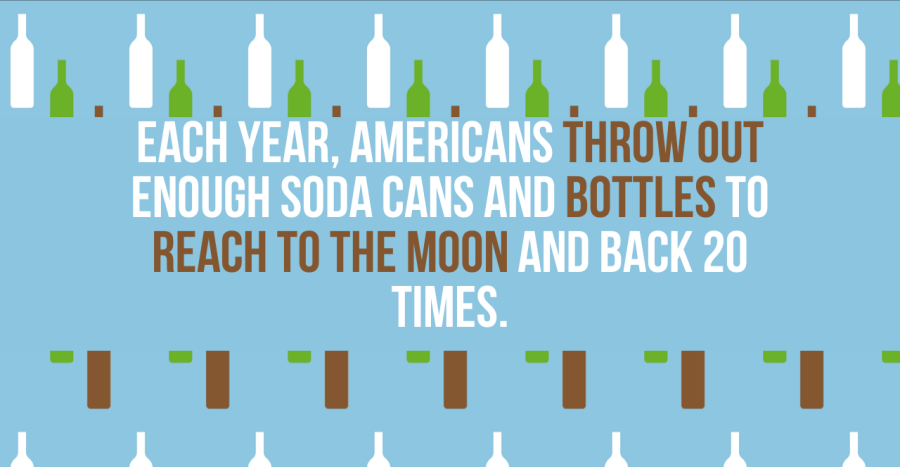 EACH YEAR, AMERICANS THROW OUT
ENOUGH SODA CANS AND BOTTLES TO
REACH TO THE MOON AND BACK 20
TIMES.